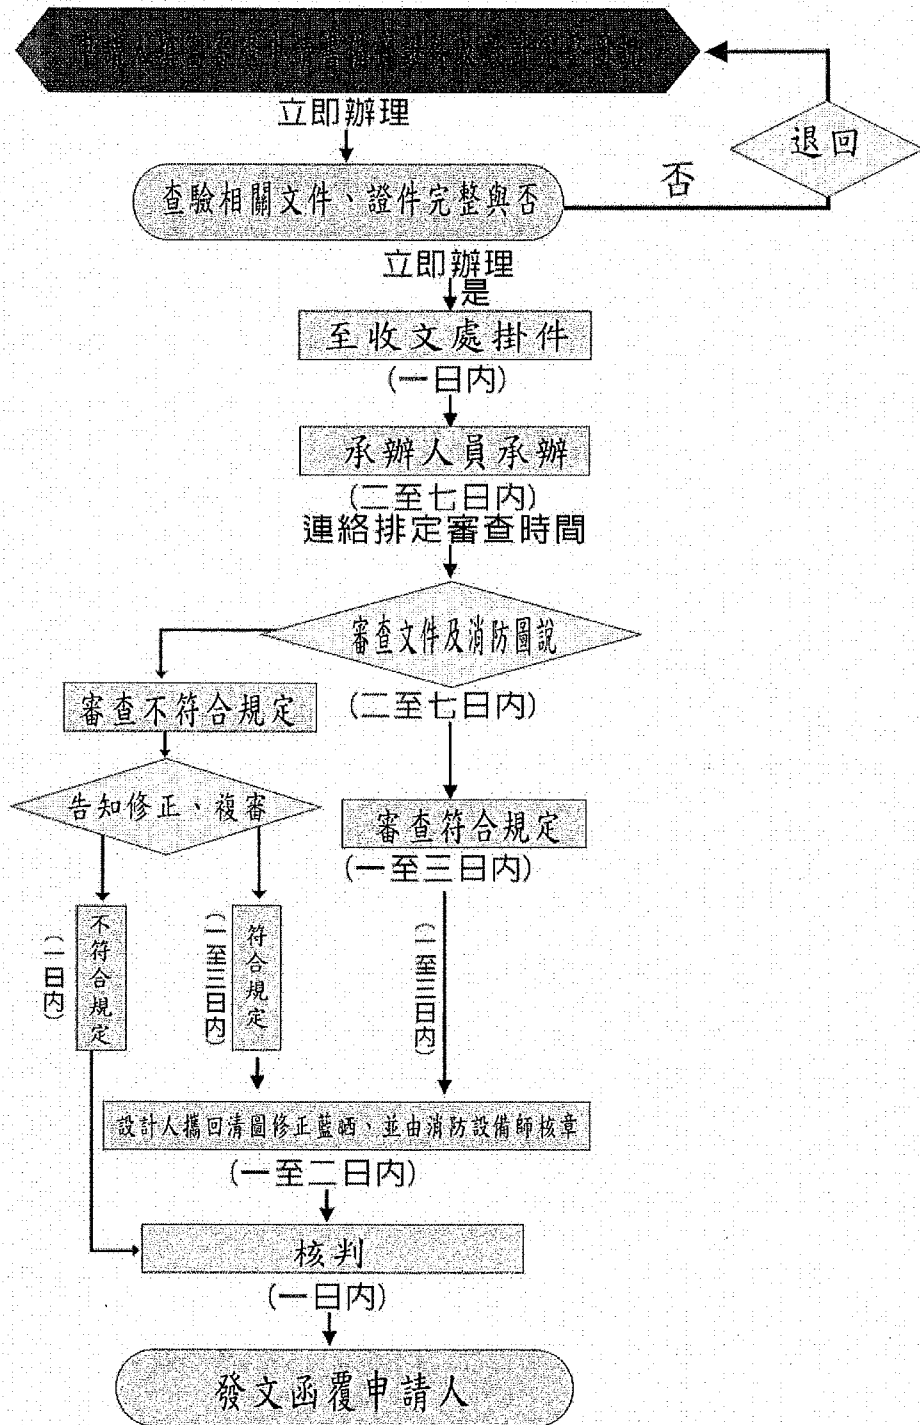 立即辦理
退回
查驗相關文件、證件完整與否
否
立即辦理
是
至收文處掛件
(一日內)
承辦人員承辦
(二至七日內)
連絡排定審查時間
審查文件及消防圖說
審查不符合規定
(二至七日內)
告知修正、複審
審查符合規定
(一至三日內)
(一日內)
不符合規定
(一至三日內)
符合規定
(一至三日內)
設計人攜回清圖修正藍晒、並由消防設備師核章
(一至二日內)
核判
(一日內)
發文函覆申請人